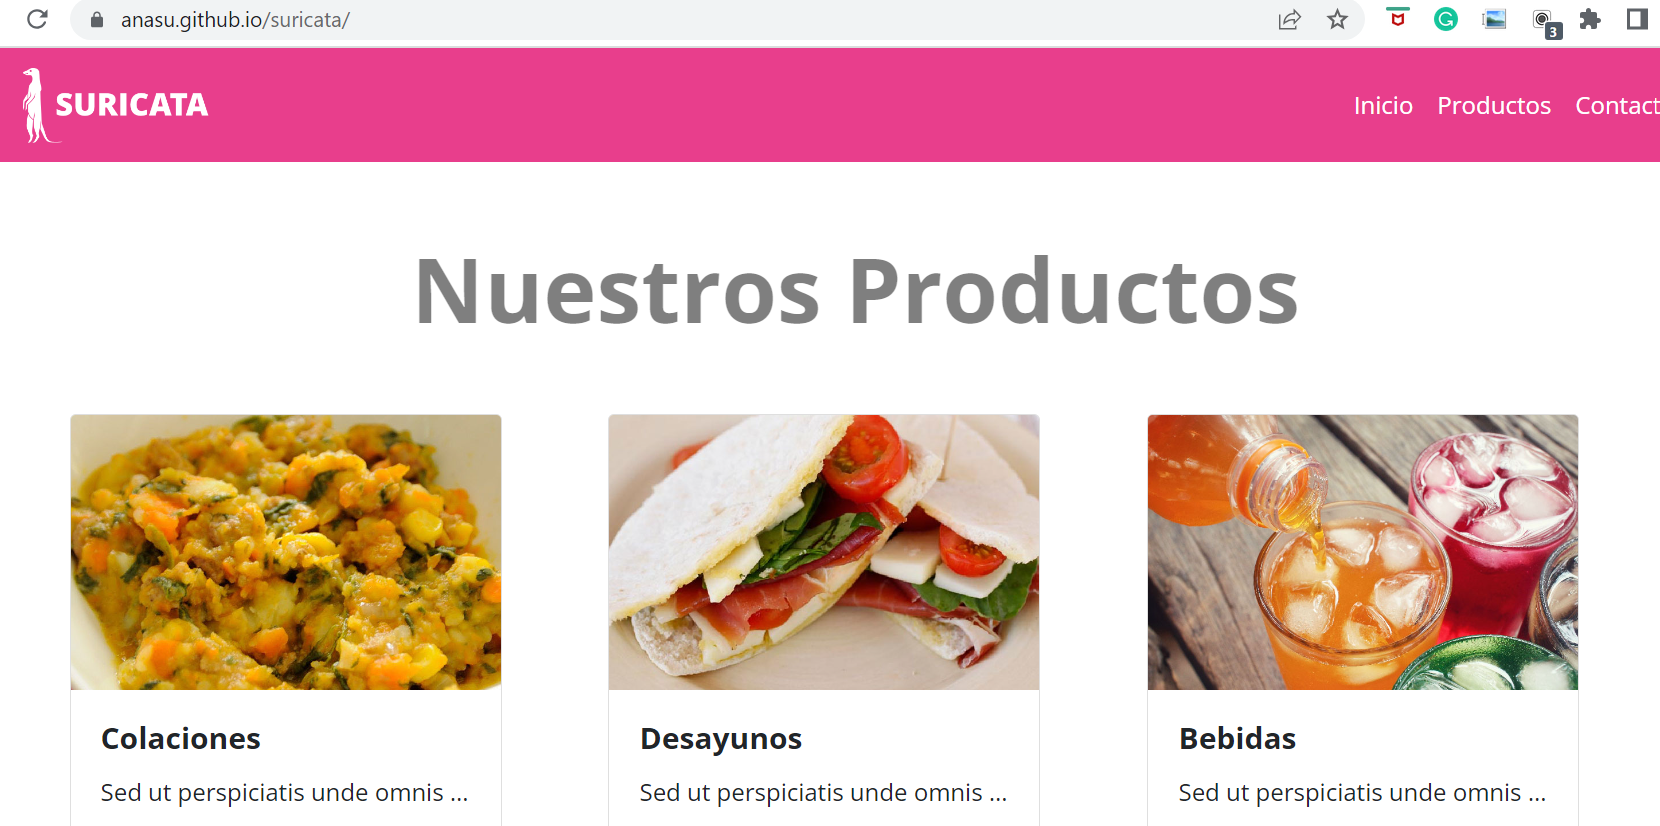 anasu.github.io/suricata/
3
SURICATA
Inicio Productos Contact
Nuestros Productos
Colaciones
Sed ut perspiciatis unde omnis ...
Desayunos
Sed ut perspiciatis unde omnis ...
Bebidas
Sed ut perspiciatis unde omnis ...